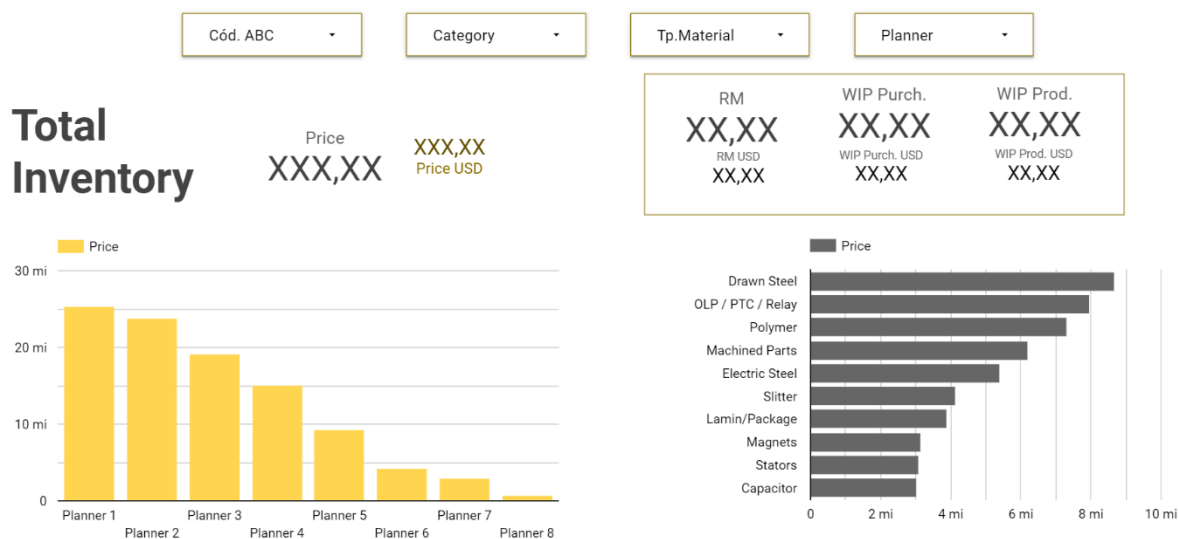 Cód. ABC
Category
Tp.Material
Planner
Total
Inventory
Price
XXX,XX
XXX,XX
Price USD
RM
XX,XX
RM USD
XX,XX
WIP Purch.
XX,XX
WIP Purch. USD
XX,XX
WIP Prod.
XX,XX
WIP Prod. USD
XX,XX
Price
30 mi
20 mi
10 mi
0
Planner 1
Planner 2
Planner 3
Planner 4
Planner 5
Planner 6
Planner 7
Planner 8
Price
Drawn Steel
OLP / PTC / Relay
Polymer
Machined Parts
Electric Steel
Slitter
Lamin/Package
Magnets
Stators
Capacitor
0
2 mi
4 mi
6 mi
8 mi
10 mi